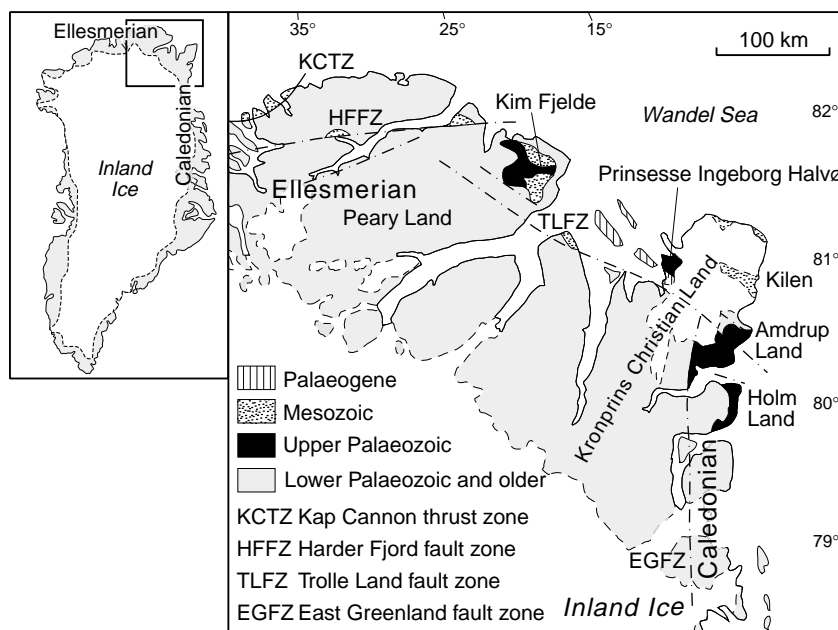 Ellesmerian
Caledonian
Inland
Ice
35°
25°
15°
100 km
KCTZ
HFFZ
Kim Fjelde
Wandel Sea
82°
Prinsesse Ingeborg Halvø
Ellesmerian
Peary Land
TLFZ
81°
Kilen
Kronprins Christian Land
Amdrup
Land
80°
Holm
Land
Palaeogene
Mesozoic
Upper Palaeozoic
Lower Palaeozoic and older
KCTZ Kap Cannon thrust zone
HFFZ Harder Fjord fault zone
TLFZ Trolle Land fault zone
EGFZ East Greenland fault zone
Caledonian
79°
EGFZ
Inland Ice